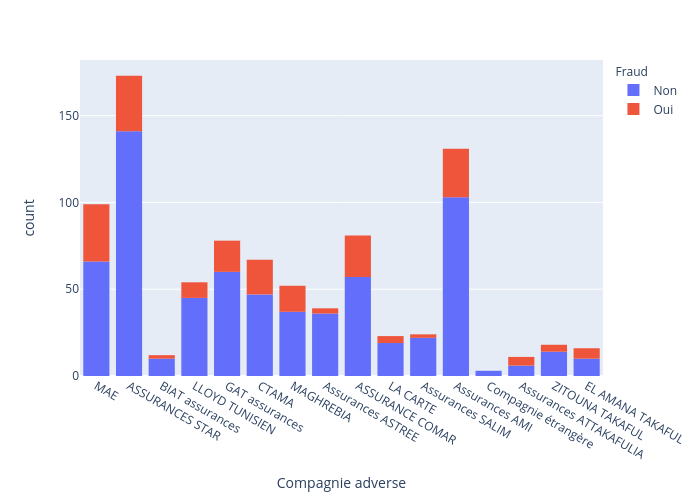 Fraud
Non
Oui
count
150
100
50
0
MAE
ASSURANCES STAR
BIAT assurances
LLOYD TUNISIEN
GAT assurances
CTAMA
MAGHREBIA
Assurances ASTREE
ASSURANCE COMAR
LA CARTE
Assurances SALIM
Assurances AMI
Compagnie étrangère
Assurances ATTAKAFULIA
ZITOUNA TAKAFUL
EL AMANA TAKAFUL
Compagnie adverse